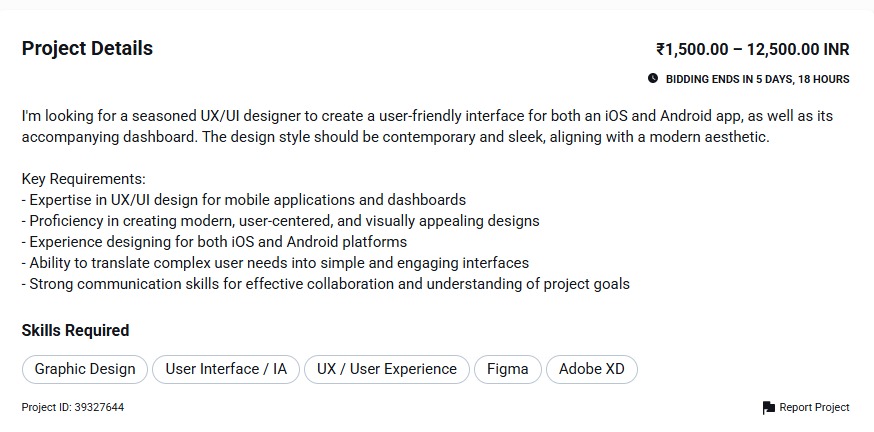 Project Details
₹1,500.00 – 12,500.00 INR
BIDDING ENDS IN 5 DAYS, 18 HOURS
I'm looking for a seasoned UX/UI designer to create a user-friendly interface for both an iOS and Android app, as well as its
accompanying dashboard. The design style should be contemporary and sleek, aligning with a modern aesthetic.
Key Requirements:
- Expertise in UX/UI design for mobile applications and dashboards
- Proficiency in creating modern, user-centered, and visually appealing designs
- Experience designing for both iOS and Android platforms
- Ability to translate complex user needs into simple and engaging interfaces
- Strong communication skills for effective collaboration and understanding of project goals
Skills Required
Graphic Design User Interface / IA UX / User Experience Figma Adobe XD
Project ID: 39327644 Report Project